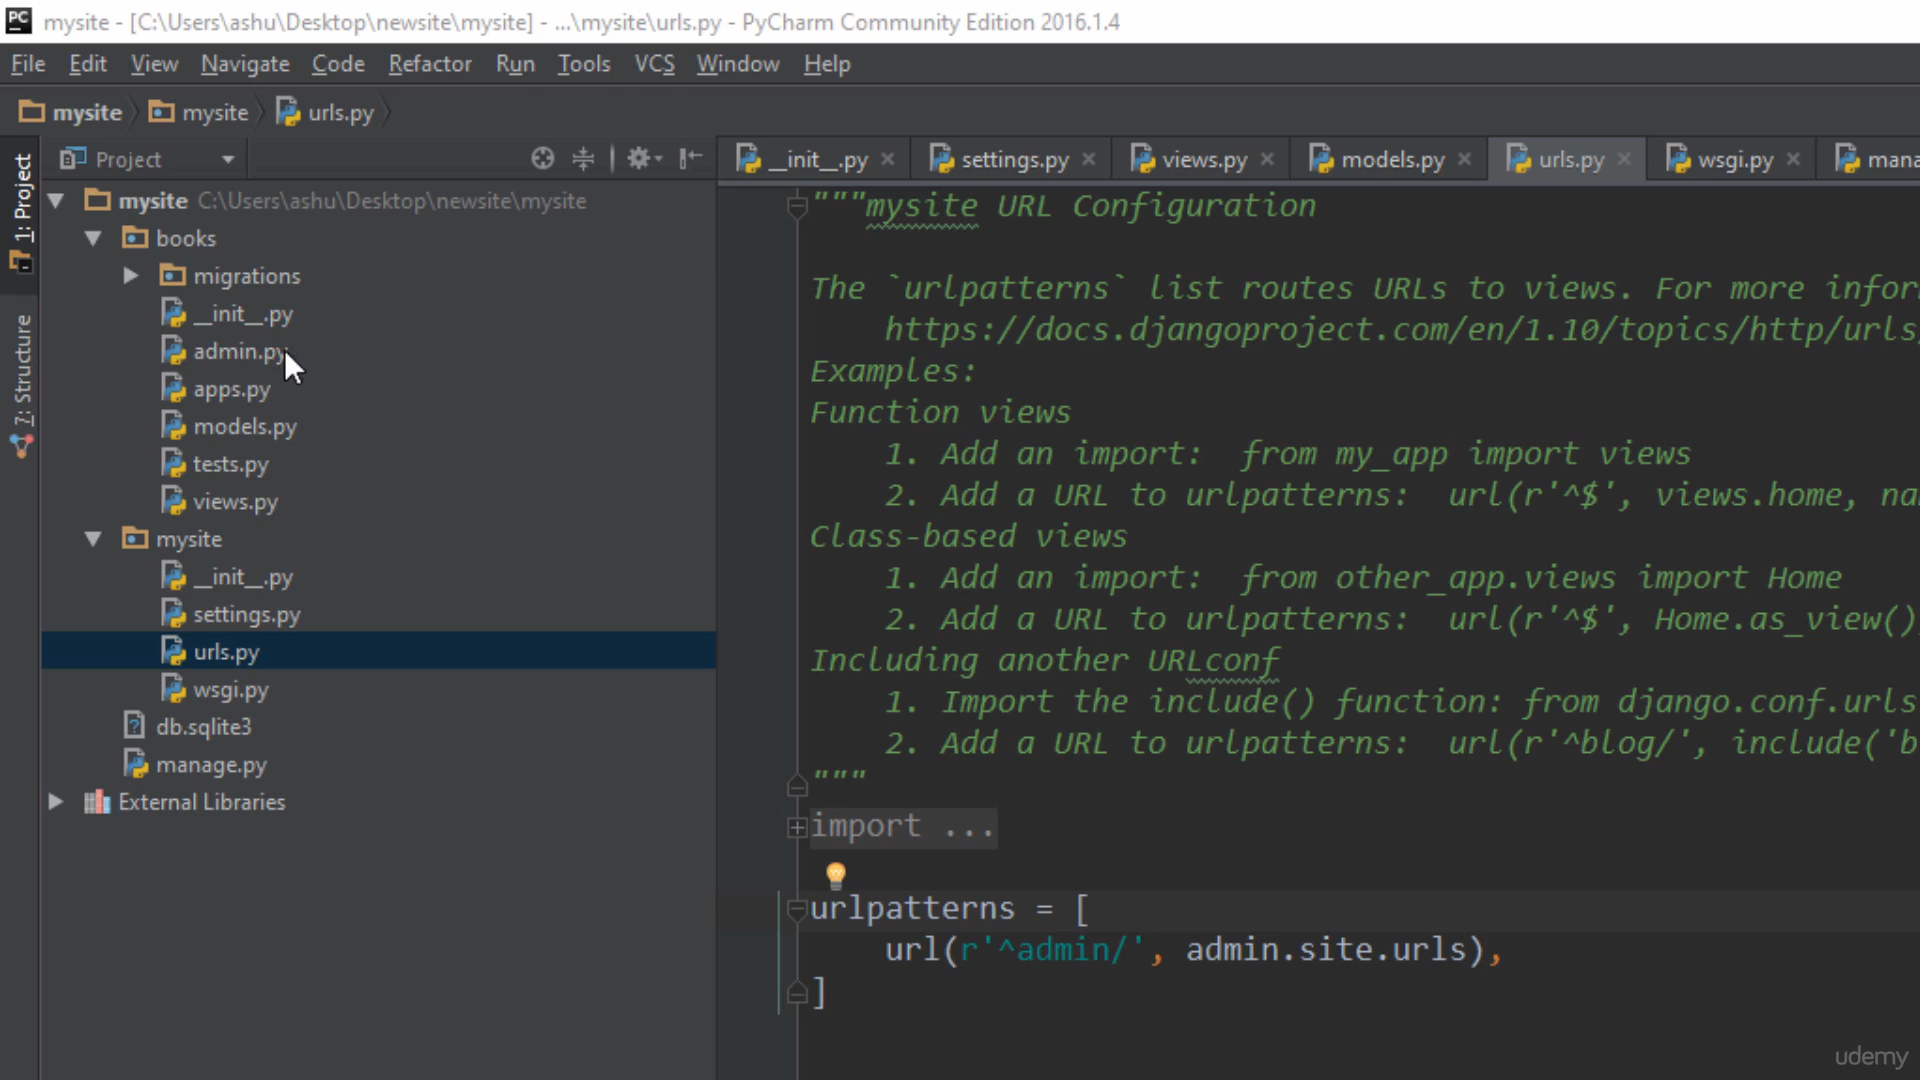 mysite - [C:\Users\ashu\Desktop\newsite\mysite] - ...\mysite\urls.py - PyCharm Community Edition 2016.1.4
File Edit View Navigate Code Refactor Run Tools VCS Window Help
mysite mysite urls.py
Project
__init__.py settings.py views.py models.py urls.py wsgi.py mana
1: Project
7: Structure
mysite C:\Users\ashu\Desktop\newsite\mysite
books
migrations
__init__.py
admin.py
apps.py
models.py
tests.py
views.py
mysite
__init__.py
settings.py
urls.py
wsgi.py
db.sqlite3
manage.py
External Libraries
"""mysite URL Configuration
The `urlpatterns` list routes URLs to views. For more infor
https://docs.djangoproject.com/en/1.10/topics/http/urls
Examples:
Function views
1. Add an import:  from my_app import views
2. Add a URL to urlpatterns:  url(r'^$', views.home, na
Class-based views
1. Add an import:  from other_app.views import Home
2. Add a URL to urlpatterns:  url(r'^$', Home.as_view()
Including another URLconf
1. Import the include() function: from django.conf.urls
2. Add a URL to urlpatterns:  url(r'^blog/', include('b
"""
import ...
urlpatterns = [
url(r'^admin/', admin.site.urls),
]
udemy